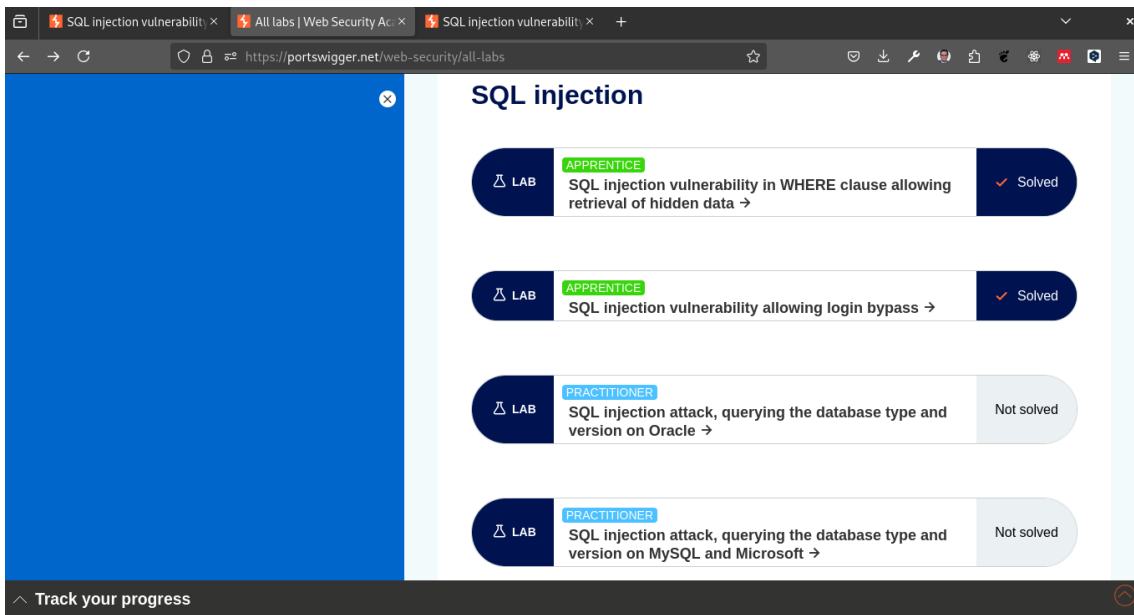 SQL injection vulnerability
All labs | Web Security Ac
SQL injection vulnerability
https://portswigger.net/web-security/all-labs
SQL injection
LAB
APPRENTICE
SQL injection vulnerability in WHERE clause allowing
retrieval of hidden data →
Solved
LAB
APPRENTICE
SQL injection vulnerability allowing login bypass →
Solved
LAB
PRACTITIONER
SQL injection attack, querying the database type and
version on Oracle →
Not solved
LAB
PRACTITIONER
SQL injection attack, querying the database type and
version on MySQL and Microsoft →
Not solved
Track your progress